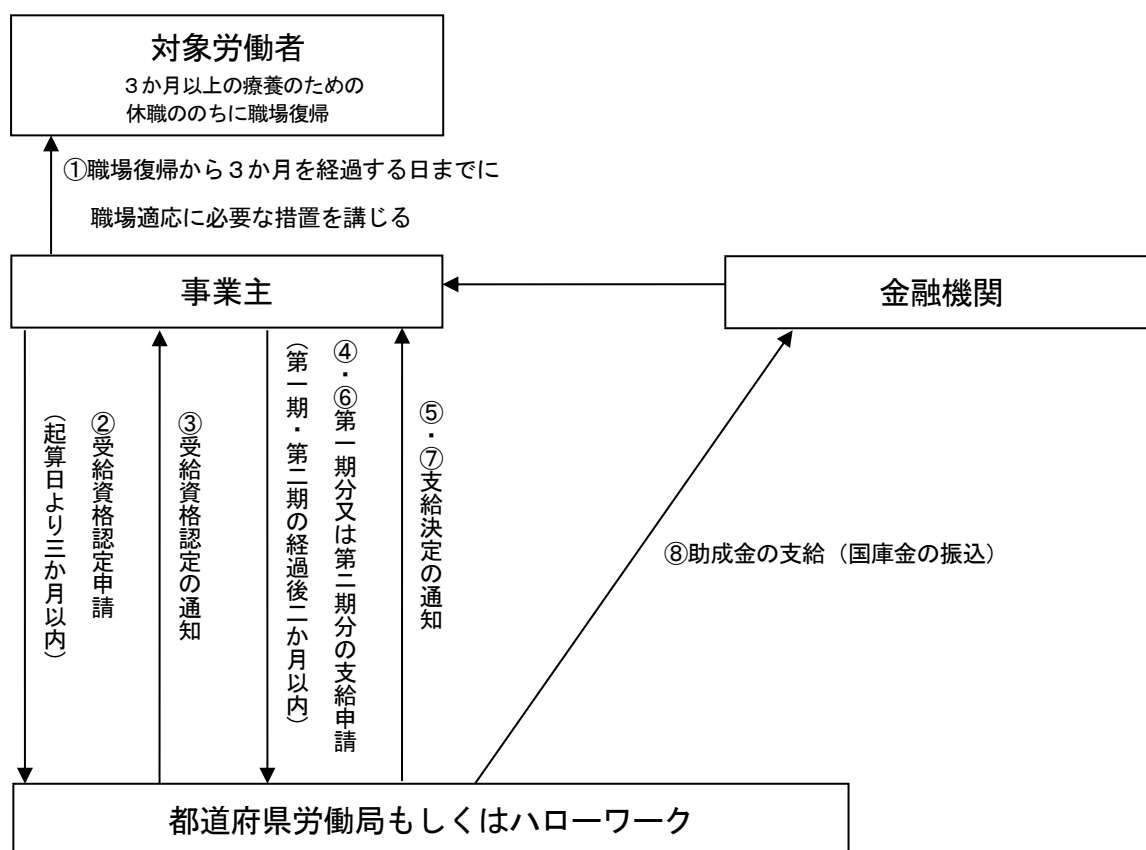 対象労働者
３か月以上の療養のための
休職ののちに職場復帰
①職場復帰から３か月を経過する日までに
職場適応に必要な措置を講じる
事業主
金融機関
②受給資格認定申請
（起算日より三か月以内）
③受給資格認定の通知
④・⑥第一期分又は第二期分の支給申請
（第一期・第二期の経過後二か月以内）
⑤・⑦支給決定の通知
⑧助成金の支給（国庫金の振込）
都道府県労働局もしくはハローワーク